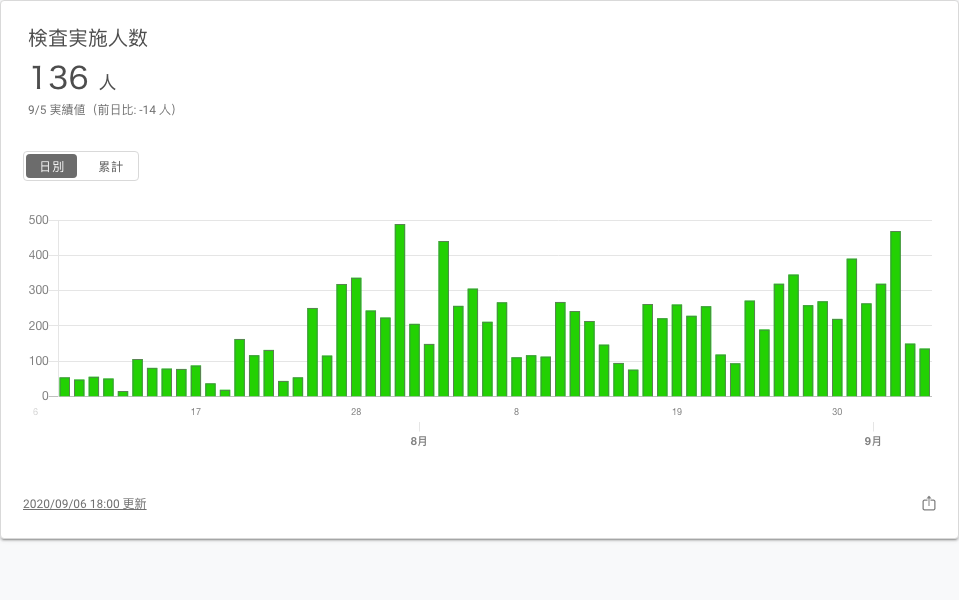 検査実施人数
136 人
9/5 実績値（前日比: -14 人）
日別 累計
500
400
300
200
100
0
6 17 28 8 19 30
8月 9月
2020/09/06 18:00 更新